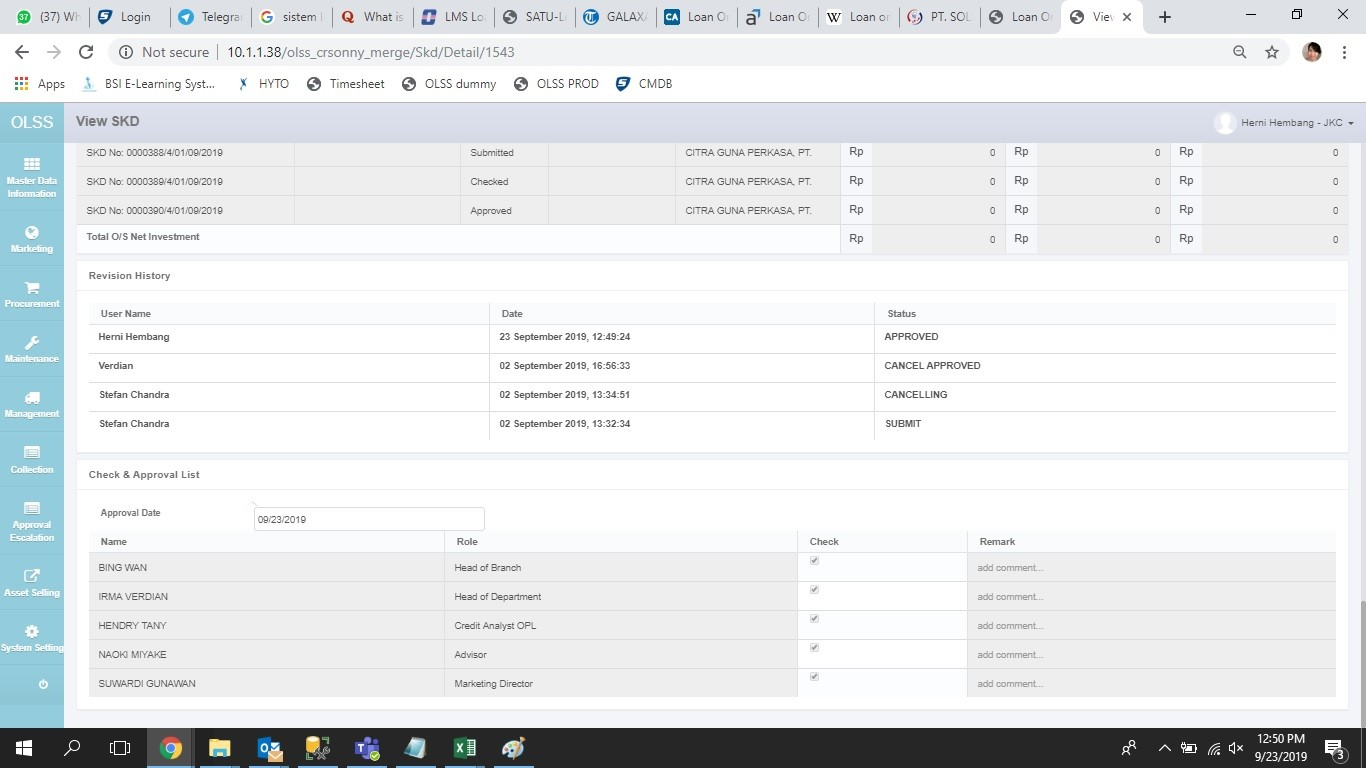 (37) Wh
Login
Telegra
sistem
What is
LMS Lo
SATU-L
GALAX
Loan O
Loan O
Loan or
PT. SOL
Loan O
Vie
Not secure | 10.1.1.38/olss_crsonny_merge/Skd/Detail/1543
Apps BSI E-Learning Syst... HYTO Timesheet OLSS dummy OLSS PROD CMDB
OLSS View SKD Herni Hembang - JKC
Master Data Information
Marketing
Procurement
Maintenance
Management
Collection
Approval Escalation
Asset Selling
System Setting
SKD No: 0000388/4/01/09/2019 Submitted CITRA GUNA PERKASA, PT. Rp 0 Rp 0 Rp 0
SKD No: 0000389/4/01/09/2019 Checked CITRA GUNA PERKASA, PT. Rp 0 Rp 0 Rp 0
SKD No: 0000390/4/01/09/2019 Approved CITRA GUNA PERKASA, PT. Rp 0 Rp 0 Rp 0
Total O/S Net Investment Rp 0 Rp 0 Rp 0
Revision History
User Name Date Status
Herni Hembang 23 September 2019, 12:49:24 APPROVED
Verdian 02 September 2019, 16:56:33 CANCEL APPROVED
Stefan Chandra 02 September 2019, 13:34:51 CANCELLING
Stefan Chandra 02 September 2019, 13:32:34 SUBMIT
Check & Approval List
Approval Date 09/23/2019
Name Role Check Remark
BING WAN Head of Branch add comment...
IRMA VERDIAN Head of Department add comment...
HENDRY TANY Credit Analyst OPL add comment...
NAOKI MIYAKE Advisor add comment...
SUWARDI GUNAWAN Marketing Director add comment...
12:50 PM
9/23/2019
3